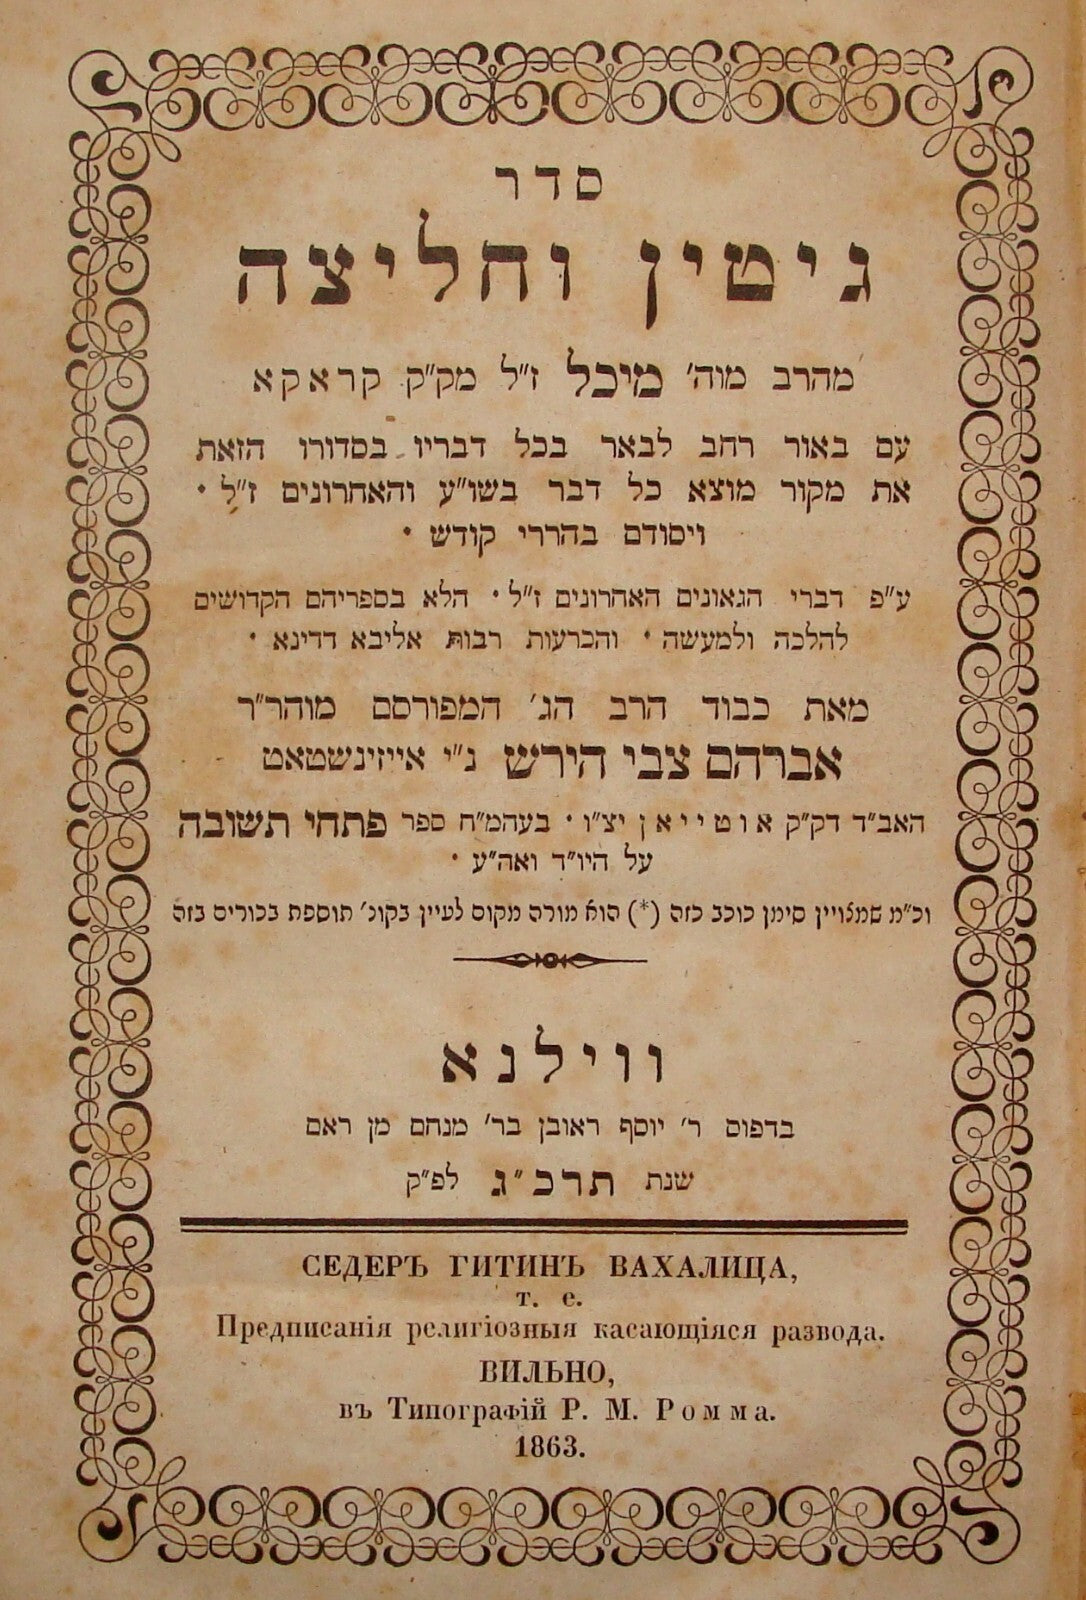 סדר
גיטין וחליצה
מהרב מוה׳ מיכל ז״ל מק״ק קראקא
עם באור רחב לבאר בכל דבריו בסדורו הזאת
את מקור מוצא כל דבר בשו״ע והאחרונים ז״ל •
ויסודם בהררי קודש •
ע״פ דברי הגאונים האחרונים ז״ל • הלא בספריהם הקדושים
להלכה ולמעשה • והכרעות רבות אליבא דדינא •
מאת כבוד הרב הג׳ המפורסם מוהר״ר
אברהם צבי הירש נ״י אייזינשטאט
האב״ד דק״ק אוטייאן יצ״ו • בעהמ״ח ספר פתחי תשובה
על היו״ד ואה״ע •
וכ״מ שמצויין סימן כוכב כזה (*) הוא מורה מקום לעיין בקונ׳ תוספת בכורים בזה
ווילנא
בדפוס ר׳ יוסף ראובן בר׳ מנחם מן ראם
שנת תרכ״ג לפ״ק
СЕДЕРЪ ГИТИНЪ ВАХАЛИЦА,
т. е.
Предписанія религіозныя касающіяся развода.
ВИЛЬНО,
въ Типографій Р. М. Ромма.
1863.